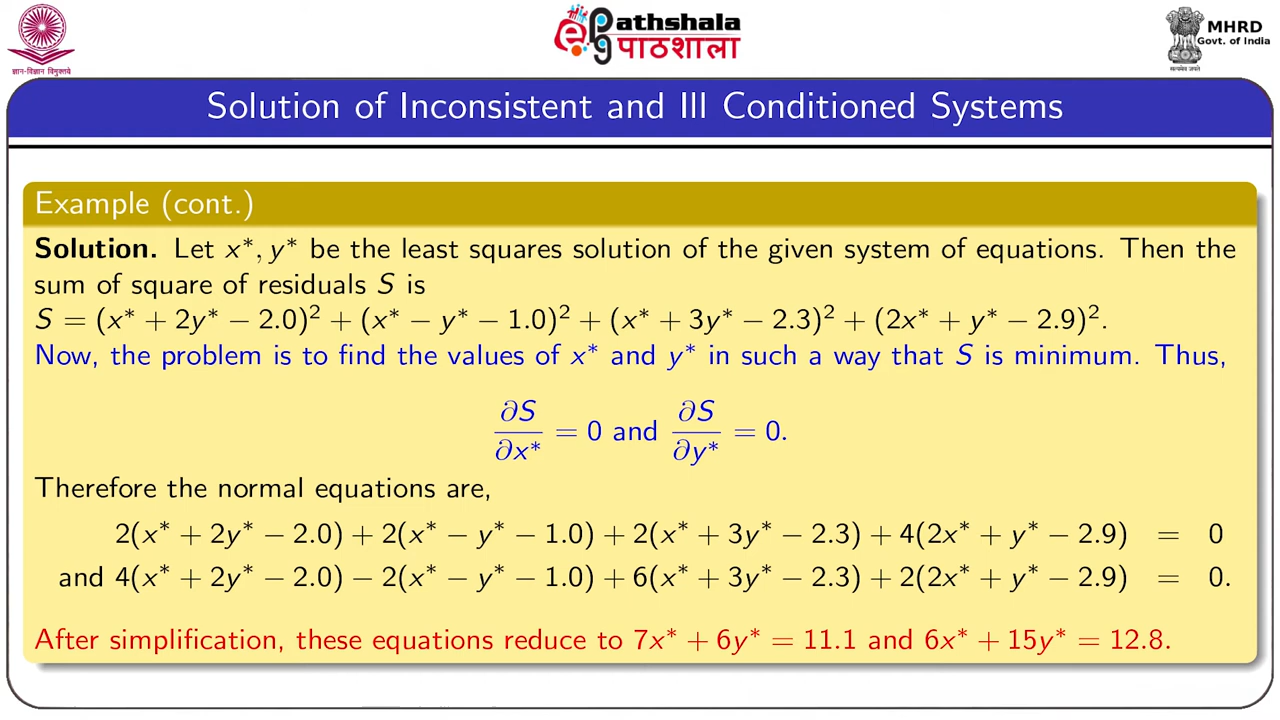 ज्ञान-विज्ञान विमुक्तये
ePg athshala
पाठशाला
MHRD
Govt. of India
सत्यमेव जयते
Solution of Inconsistent and Ill Conditioned Systems
Example (cont.)
Solution. Let x*, y* be the least squares solution of the given system of equations. Then the
sum of square of residuals S is
S = (x* + 2y* − 2.0)² + (x* − y* − 1.0)² + (x* + 3y* − 2.3)² + (2x* + y* − 2.9)².
Now, the problem is to find the values of x* and y* in such a way that S is minimum. Thus,
∂S/∂x* = 0 and ∂S/∂y* = 0.
Therefore the normal equations are,
2(x* + 2y* − 2.0) + 2(x* − y* − 1.0) + 2(x* + 3y* − 2.3) + 4(2x* + y* − 2.9) = 0
and 4(x* + 2y* − 2.0) − 2(x* − y* − 1.0) + 6(x* + 3y* − 2.3) + 2(2x* + y* − 2.9) = 0.
After simplification, these equations reduce to 7x* + 6y* = 11.1 and 6x* + 15y* = 12.8.